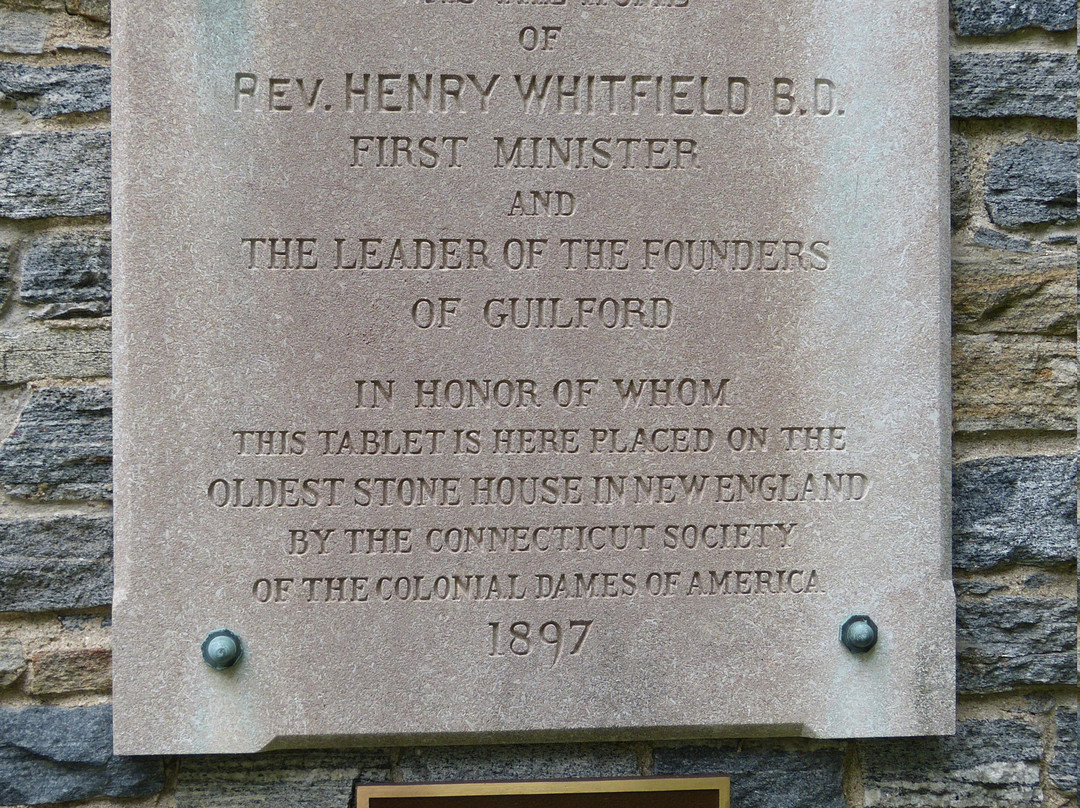 OF
REV. HENRY WHITFIELD B.D.
FIRST MINISTER
AND
THE LEADER OF THE FOUNDERS
OF GUILFORD
IN HONOR OF WHOM
THIS TABLET IS HERE PLACED ON THE
OLDEST STONE HOUSE IN NEW ENGLAND
BY THE CONNECTICUT SOCIETY
OF THE COLONIAL DAMES OF AMERICA
1897